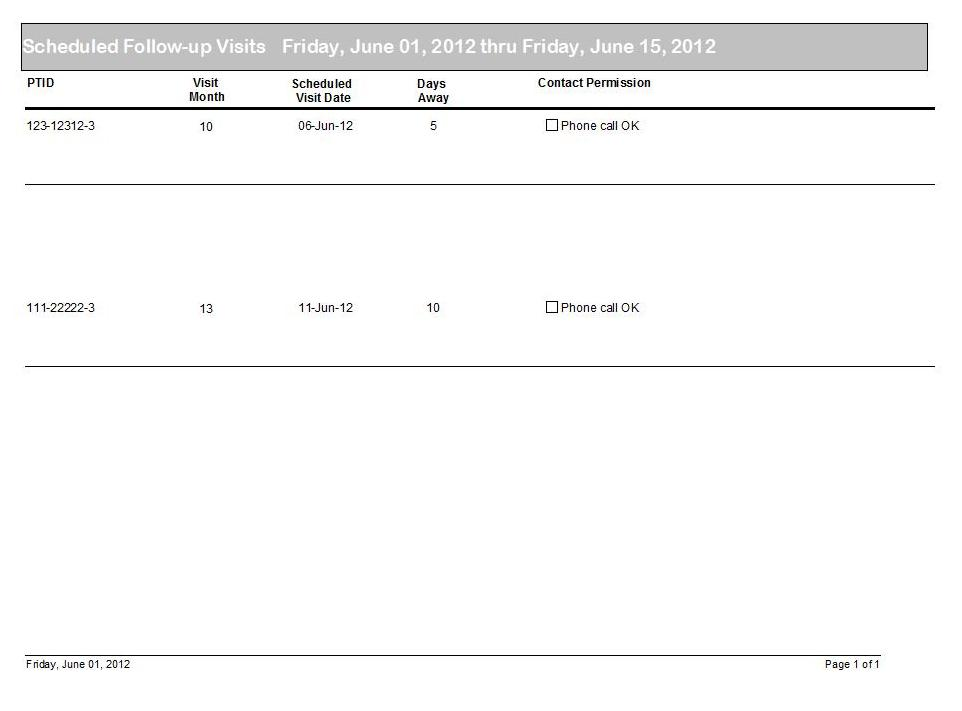 Scheduled Follow-up Visits Friday, June 01, 2012 thru Friday, June 15, 2012
PTID Visit Month Scheduled Visit Date Days Away Contact Permission
123-12312-3 10 06-Jun-12 5 Phone call OK
111-22222-3 13 11-Jun-12 10 Phone call OK
Friday, June 01, 2012 Page 1 of 1